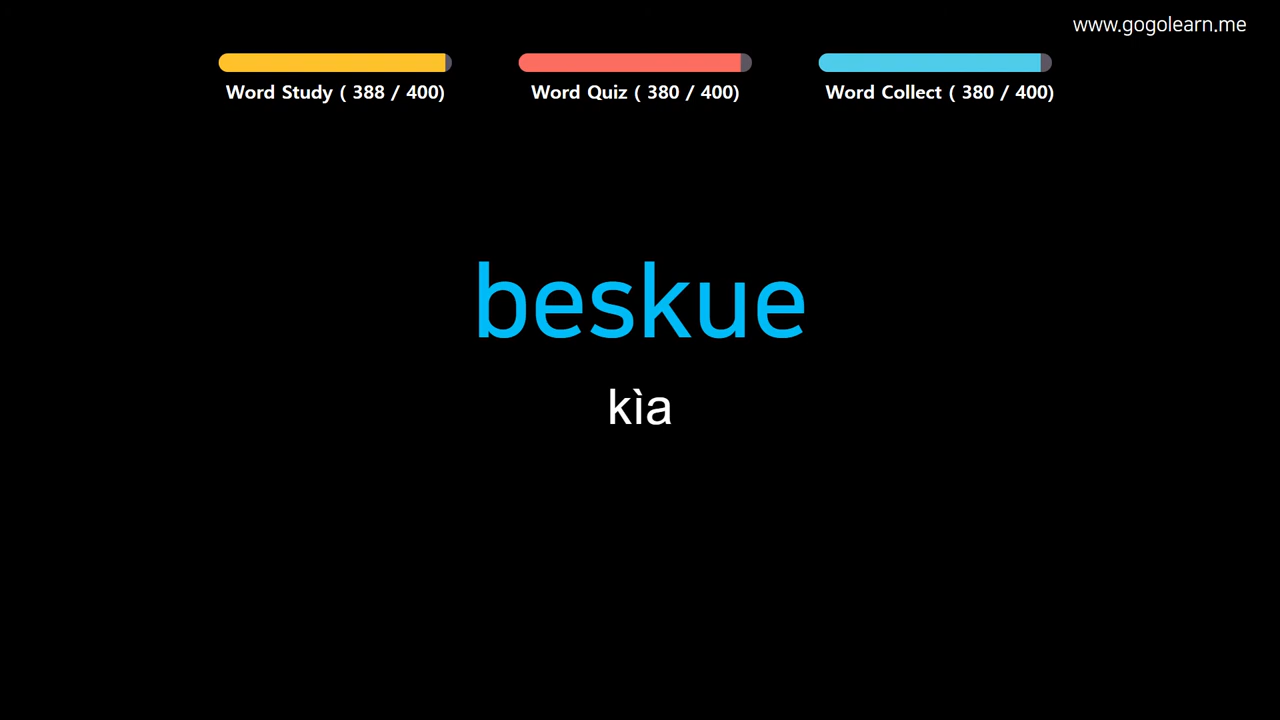 www.gogolearn.me
Word Study ( 388 / 400)
Word Quiz ( 380 / 400)
Word Collect ( 380 / 400)
beskue
kìa